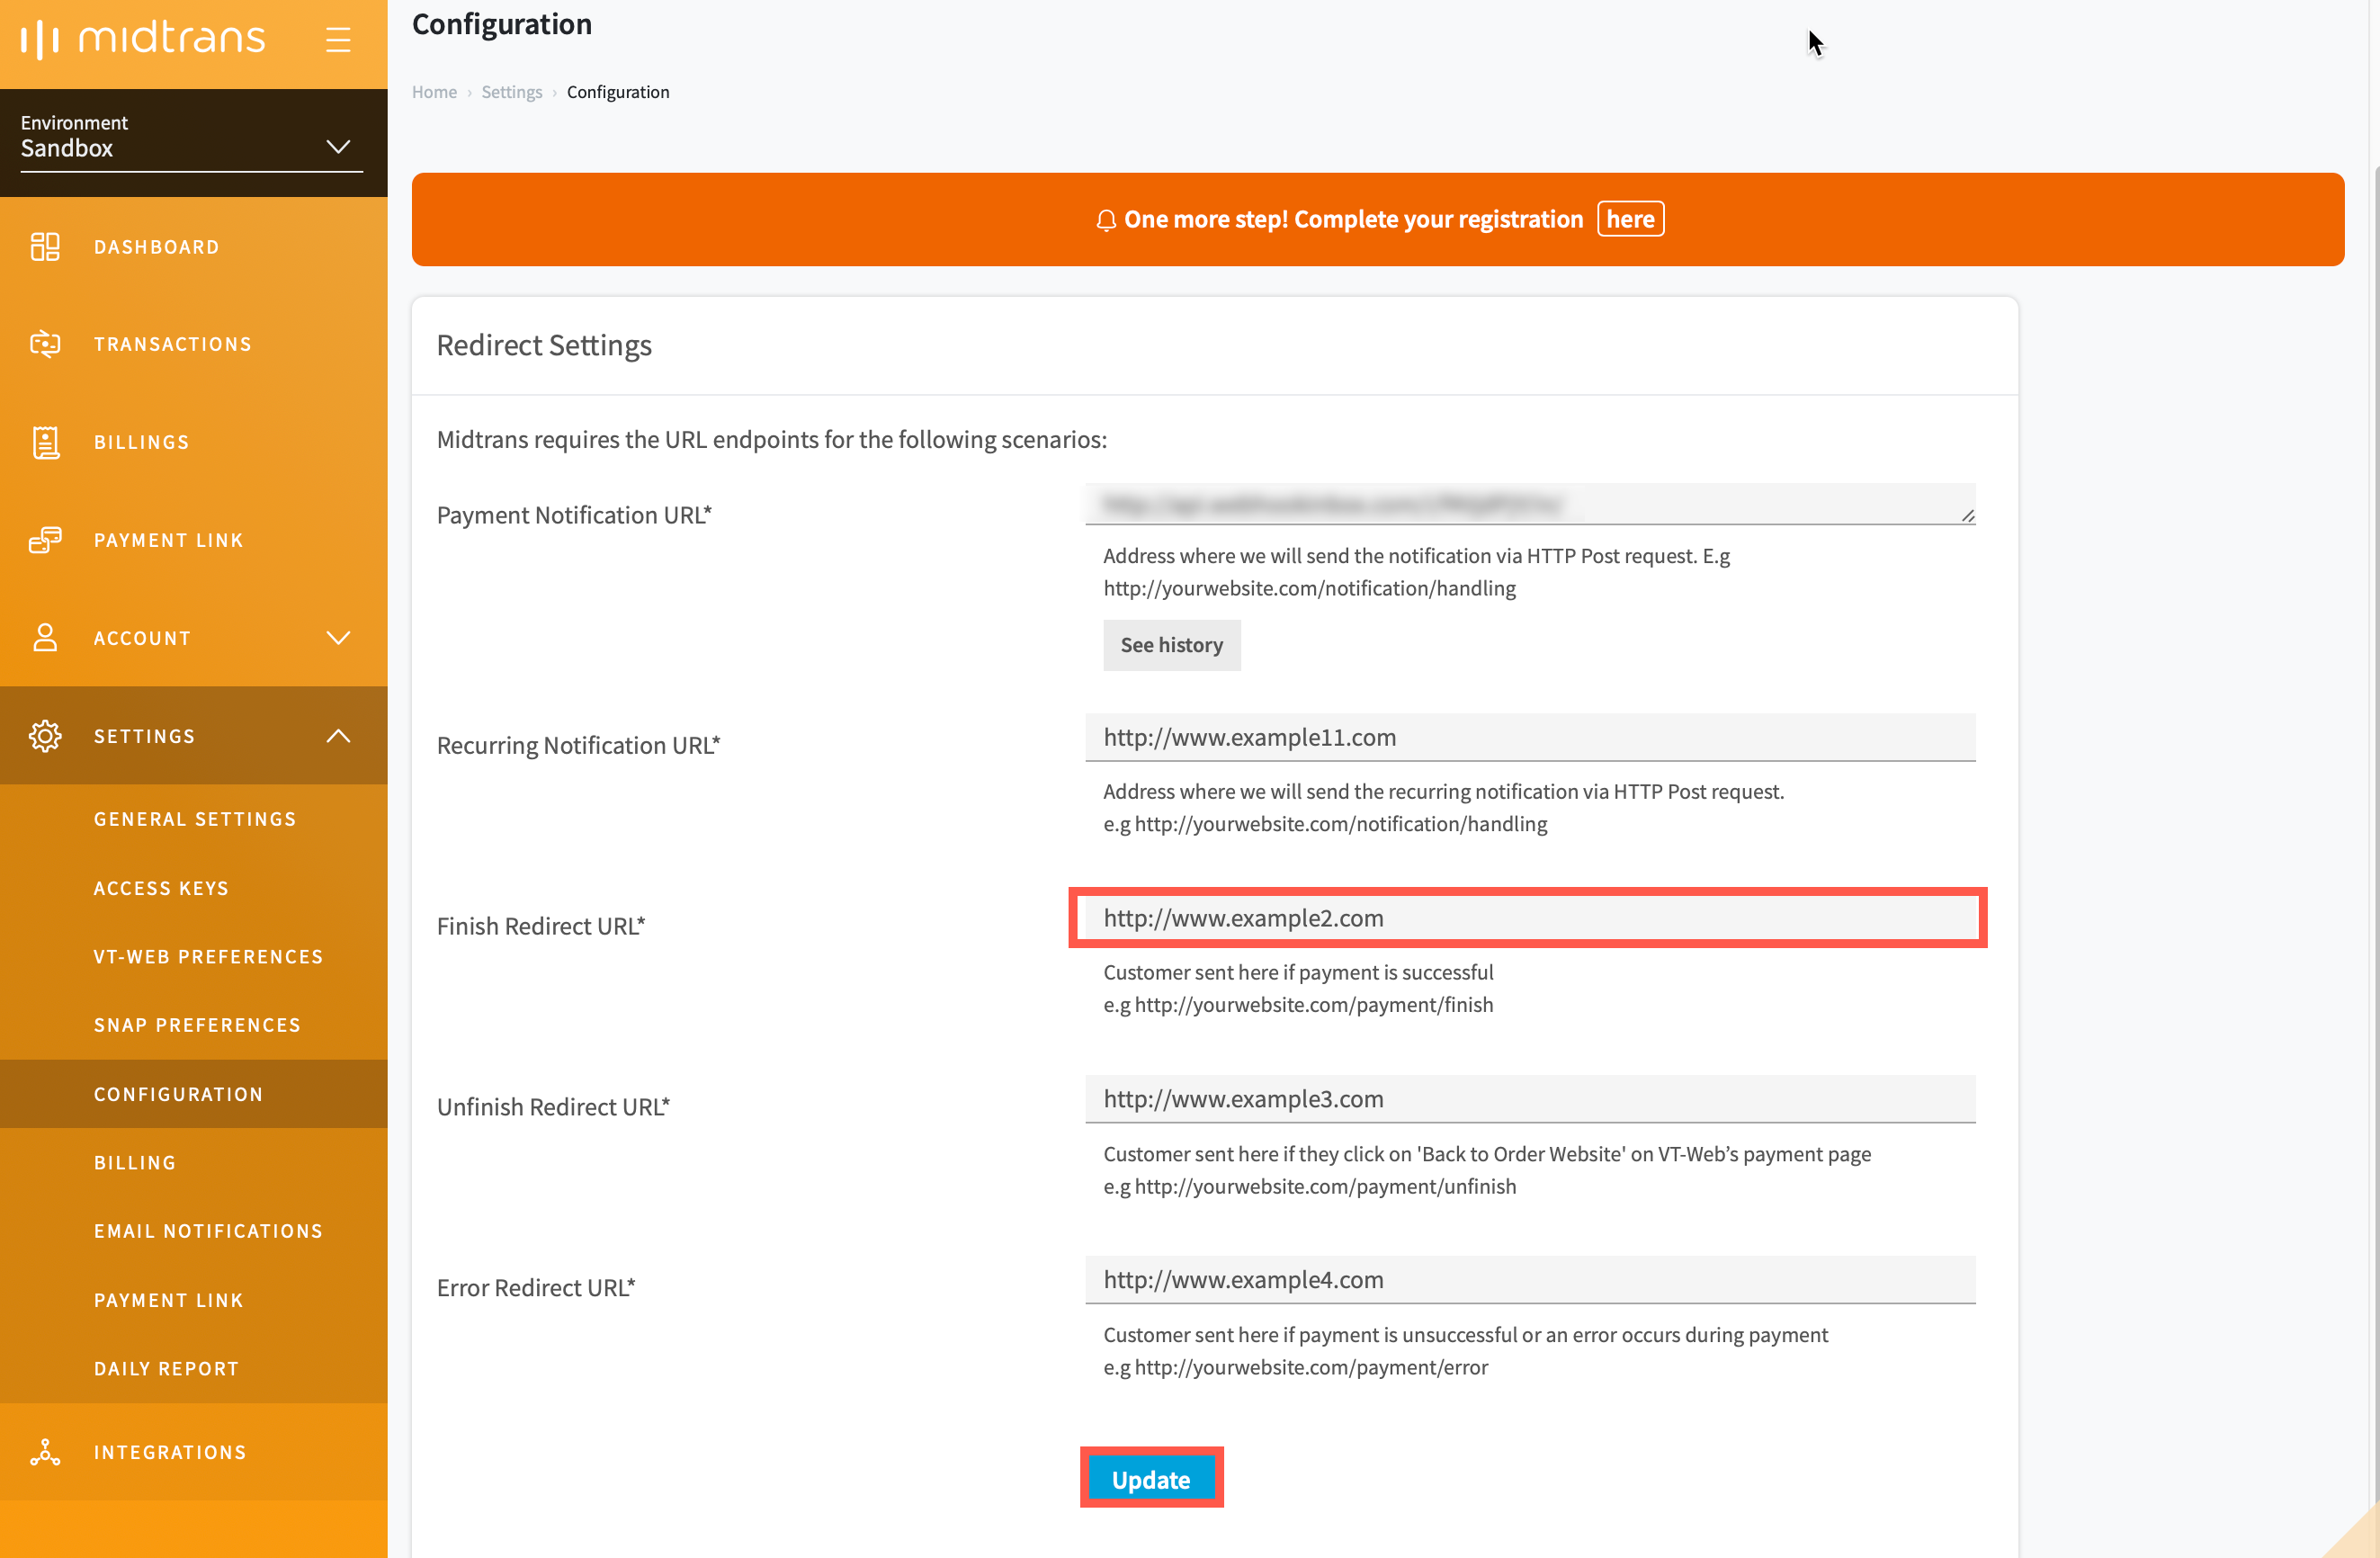 midtrans
Environment
Sandbox
DASHBOARD
TRANSACTIONS
BILLINGS
PAYMENT LINK
ACCOUNT
SETTINGS
GENERAL SETTINGS
ACCESS KEYS
VT-WEB PREFERENCES
SNAP PREFERENCES
CONFIGURATION
BILLING
EMAIL NOTIFICATIONS
PAYMENT LINK
DAILY REPORT
INTEGRATIONS
Configuration
Home › Settings › Configuration
One more step! Complete your registration here
Redirect Settings
Midtrans requires the URL endpoints for the following scenarios:
Payment Notification URL*
Address where we will send the notification via HTTP Post request. E.g
http://yourwebsite.com/notification/handling
See history
Recurring Notification URL*
http://www.example11.com
Address where we will send the recurring notification via HTTP Post request.
e.g http://yourwebsite.com/notification/handling
Finish Redirect URL*
http://www.example2.com
Customer sent here if payment is successful
e.g http://yourwebsite.com/payment/finish
Unfinish Redirect URL*
http://www.example3.com
Customer sent here if they click on 'Back to Order Website' on VT-Web’s payment page
e.g http://yourwebsite.com/payment/unfinish
Error Redirect URL*
http://www.example4.com
Customer sent here if payment is unsuccessful or an error occurs during payment
e.g http://yourwebsite.com/payment/error
Update